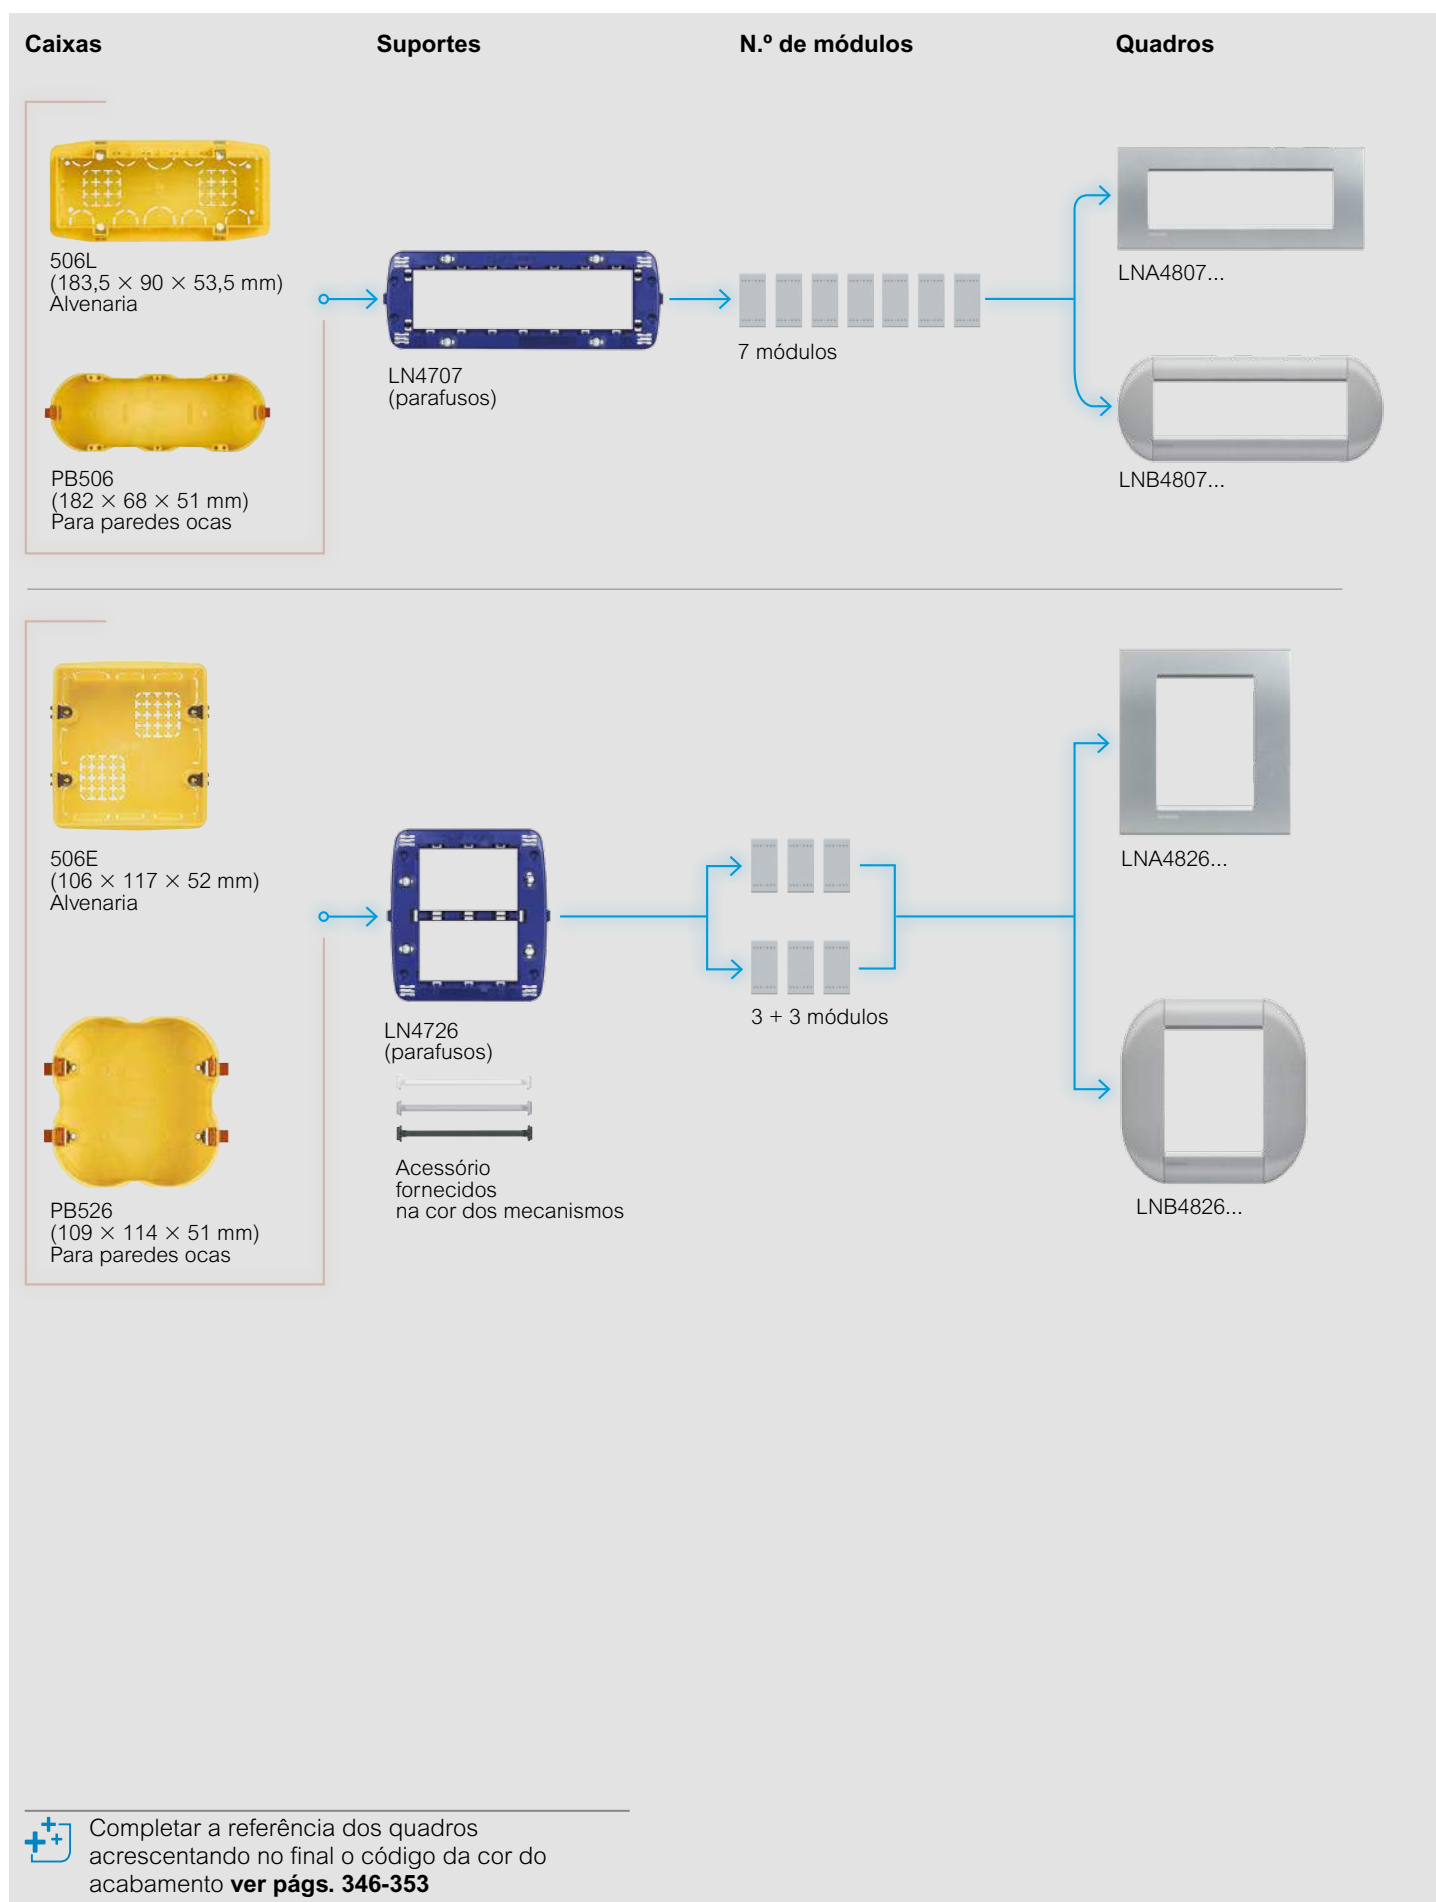 Caixas
Suportes
N.º de módulos
Quadros
506L
(183,5 × 90 × 53,5 mm)
Alvenaria
PB506
(182 × 68 × 51 mm)
Para paredes ocas
LN4707
(parafusos)
7 módulos
LNA4807...
LNB4807...
506E
(106 × 117 × 52 mm)
Alvenaria
PB526
(109 × 114 × 51 mm)
Para paredes ocas
LN4726
(parafusos)
Acessório
fornecidos
na cor dos mecanismos
3 + 3 módulos
LNA4826...
LNB4826...
Completar a referência dos quadros
acrescentando no final o código da cor do
acabamento ver págs. 346-353